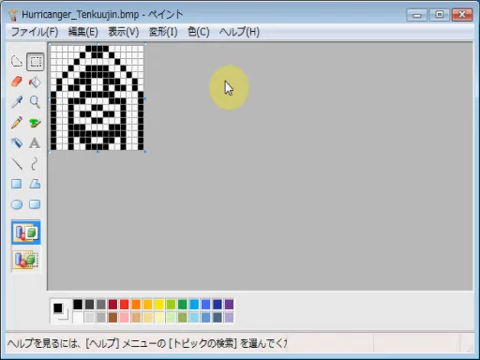 Hurricanger_Tenkuujin.bmp - ペイント
ファイル(F) 編集(E) 表示(V) 変形(I) 色(C) ヘルプ(H)
A
ヘルプを見るには、[ヘルプ] メニューの [トピックの検索] を選んでくだ